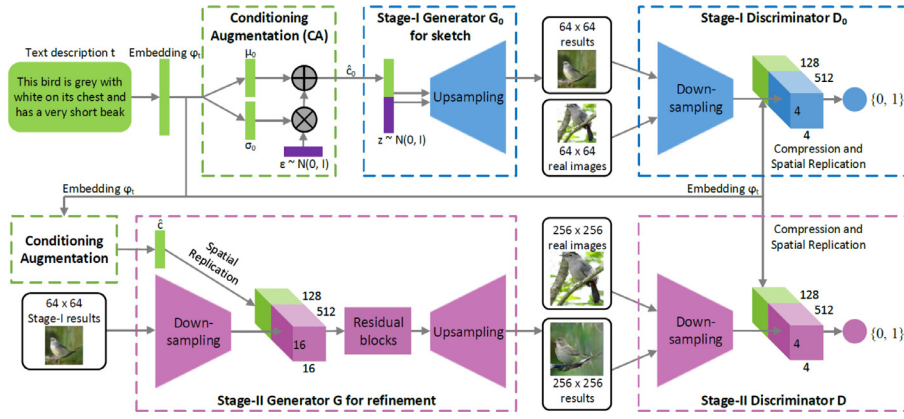 Text description t
This bird is grey with
white on its chest and
has a very short beak
Embedding φt
Conditioning
Augmentation (CA)
μ0
σ0
ε ~ N(0, I)
ĉ0
Stage-I Generator G0
for sketch
Upsampling
z ~ N(0, I)
64 x 64
results
64 x 64
real images
Stage-I Discriminator D0
Down-
sampling
128
512
4
4
{0, 1}
Compression and
Spatial Replication
Embedding φt
Embedding φt
Conditioning
Augmentation
ĉ
Spatial
Replication
64 x 64
Stage-I results
Down-
sampling
128
512
16
16
Residual
blocks
Upsampling
Stage-II Generator G for refinement
256 x 256
real images
256 x 256
results
Compression and
Spatial Replication
Down-
sampling
128
512
4
4
{0, 1}
Stage-II Discriminator D